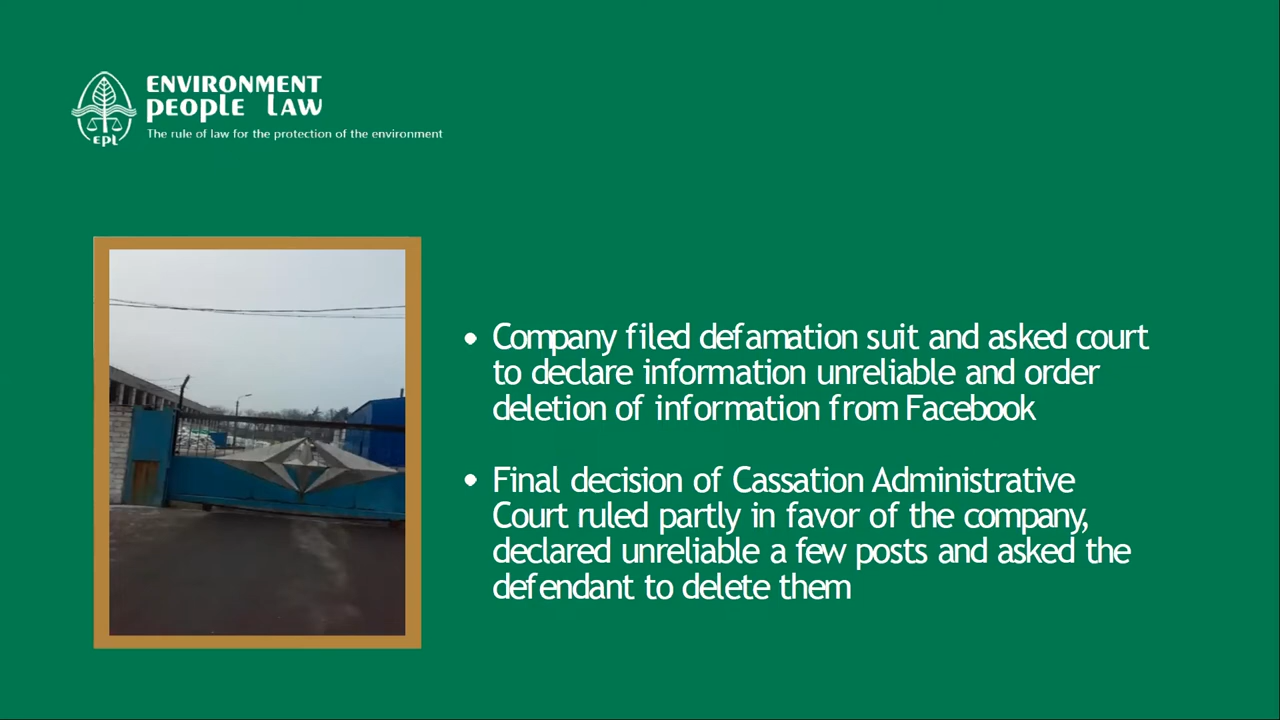 ENVIRONMENT
PEOPLE LAW
The rule of law for the protection of the environment
EPL
• Company filed defamation suit and asked court
to declare information unreliable and order
deletion of information from Facebook
• Final decision of Cassation Administrative
Court ruled partly in favor of the company,
declared unreliable a few posts and asked the
defendant to delete them